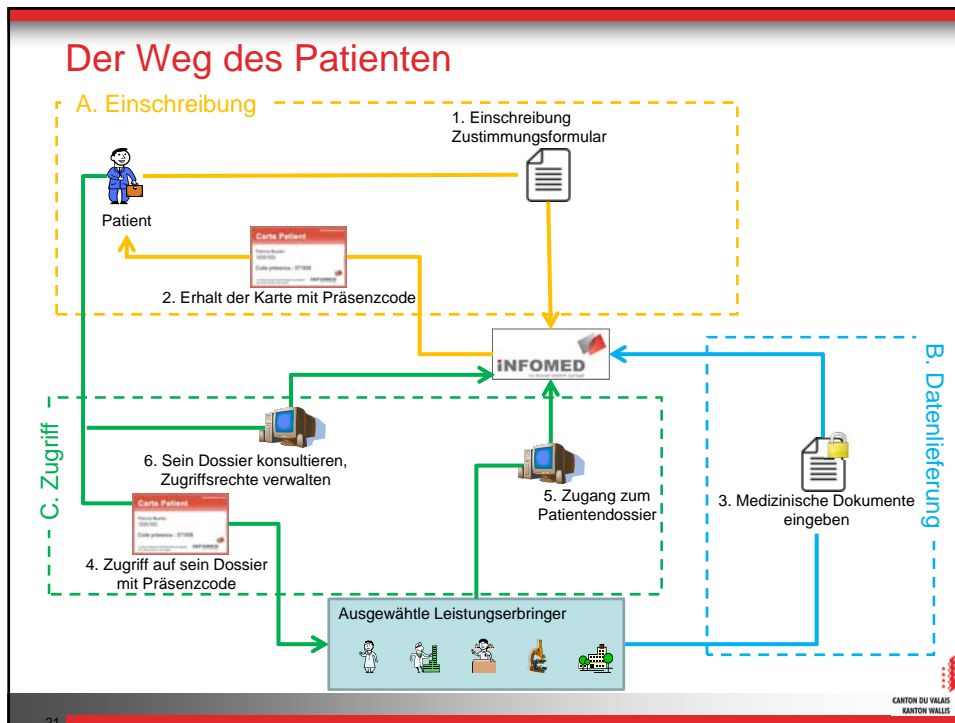 Der Weg des Patienten
A. Einschreibung
1. Einschreibung
Zustimmungsformular
Patient
Carte Patient
2. Erhalt der Karte mit Präsenzcode
iNFOMED
B. Datenlieferung
C. Zugriff
6. Sein Dossier konsultieren,
Zugriffsrechte verwalten
5. Zugang zum
Patientendossier
3. Medizinische Dokumente
eingeben
Carte Patient
4. Zugriff auf sein Dossier
mit Präsenzcode
Ausgewähtle Leistungserbringer
CANTON DU VALAIS
KANTON WALLIS
21